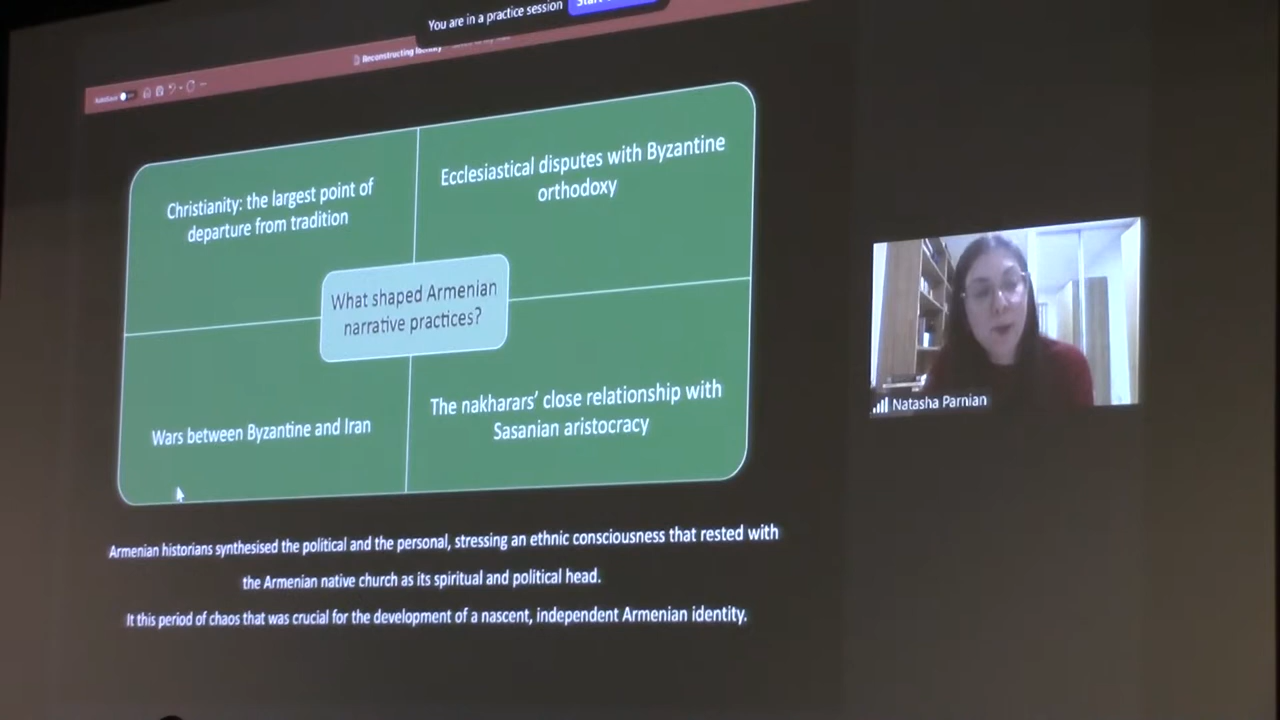 You are in a practice session
Start
AutoSave
Reconstructing Identity
Christianity: the largest point of
departure from tradition
Ecclesiastical disputes with Byzantine
orthodoxy
What shaped Armenian
narrative practices?
Wars between Byzantine and Iran
The nakharars' close relationship with
Sasanian aristocracy
Natasha Parnian
Armenian historians synthesised the political and the personal, stressing an ethnic consciousness that rested with
the Armenian native church as its spiritual and political head.
It this period of chaos that was crucial for the development of a nascent, independent Armenian identity.